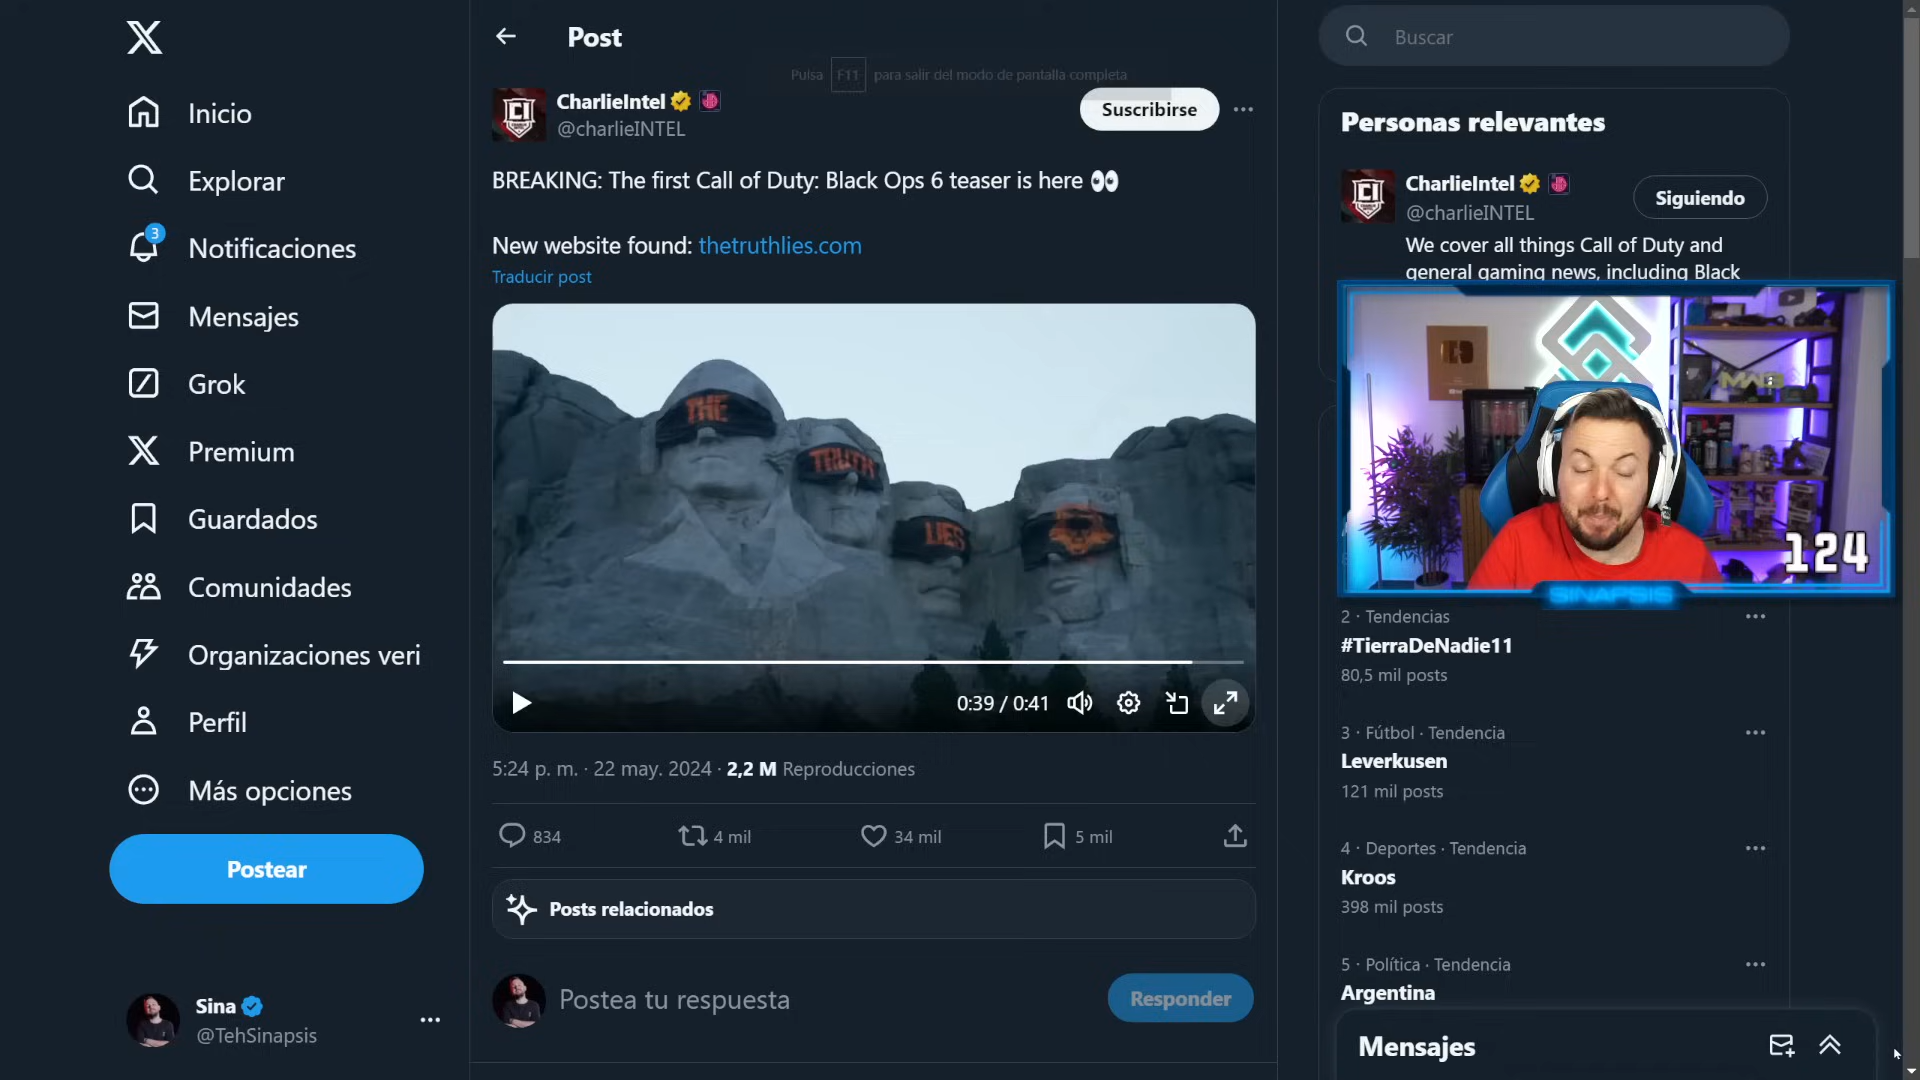 Inicio
Explorar
3
Notificaciones
Mensajes
Grok
Premium
Guardados
Comunidades
Organizaciones veri
Perfil
Más opciones
Postear
Sina
@TehSinapsis
Post
Pulsa F11 para salir del modo de pantalla completa
CI
CharlieIntel
@charlieINTEL
Suscribirse
BREAKING: The first Call of Duty: Black Ops 6 teaser is here 👀
New website found: thetruthlies.com
Traducir post
THE
TRUTH
LIES
0:39 / 0:41
5:24 p. m. · 22 may. 2024 · 2,2 M Reproducciones
834
4 mil
34 mil
5 mil
Posts relacionados
Postea tu respuesta
Responder
Buscar
Personas relevantes
CI
CharlieIntel
@charlieINTEL
Siguiendo
We cover all things Call of Duty and
general gaming news, including Black
124
SINAPSIS
2 · Tendencias
#TierraDeNadie11
80,5 mil posts
3 · Fútbol · Tendencia
Leverkusen
121 mil posts
4 · Deportes · Tendencia
Kroos
398 mil posts
5 · Política · Tendencia
Argentina
Mensajes